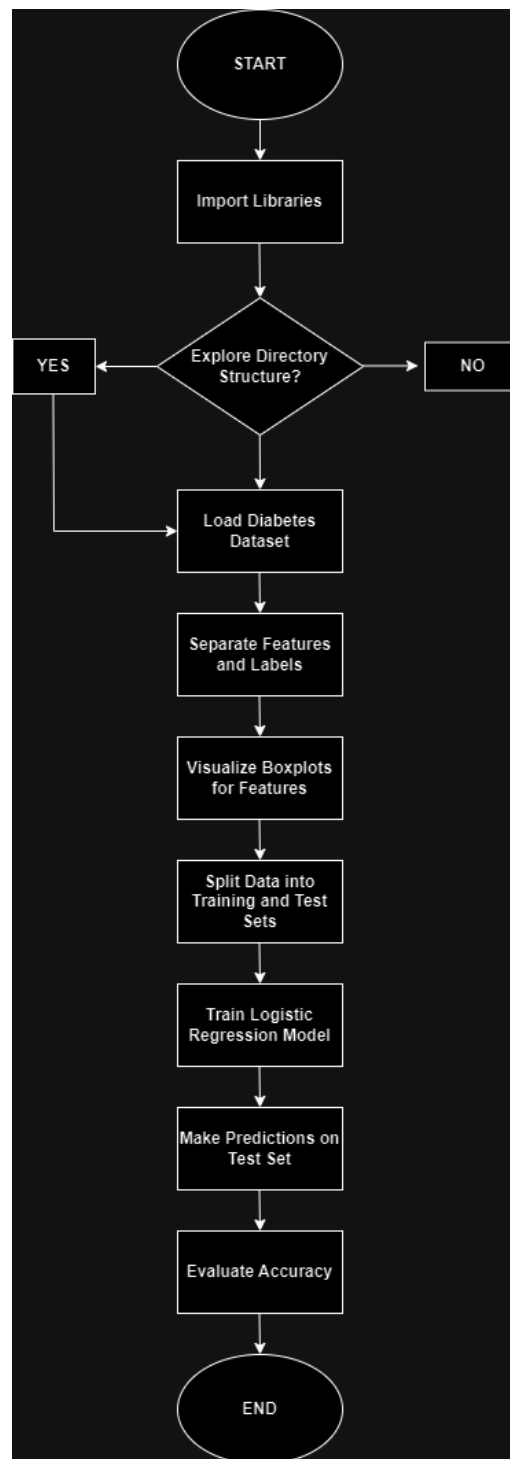 START
Import Libraries
YES
Explore Directory
Structure?
NO
Load Diabetes
Dataset
Separate Features
and Labels
Visualize Boxplots
for Features
Split Data into
Training and Test
Sets
Train Logistic
Regression Model
Make Predictions on
Test Set
Evaluate Accuracy
END